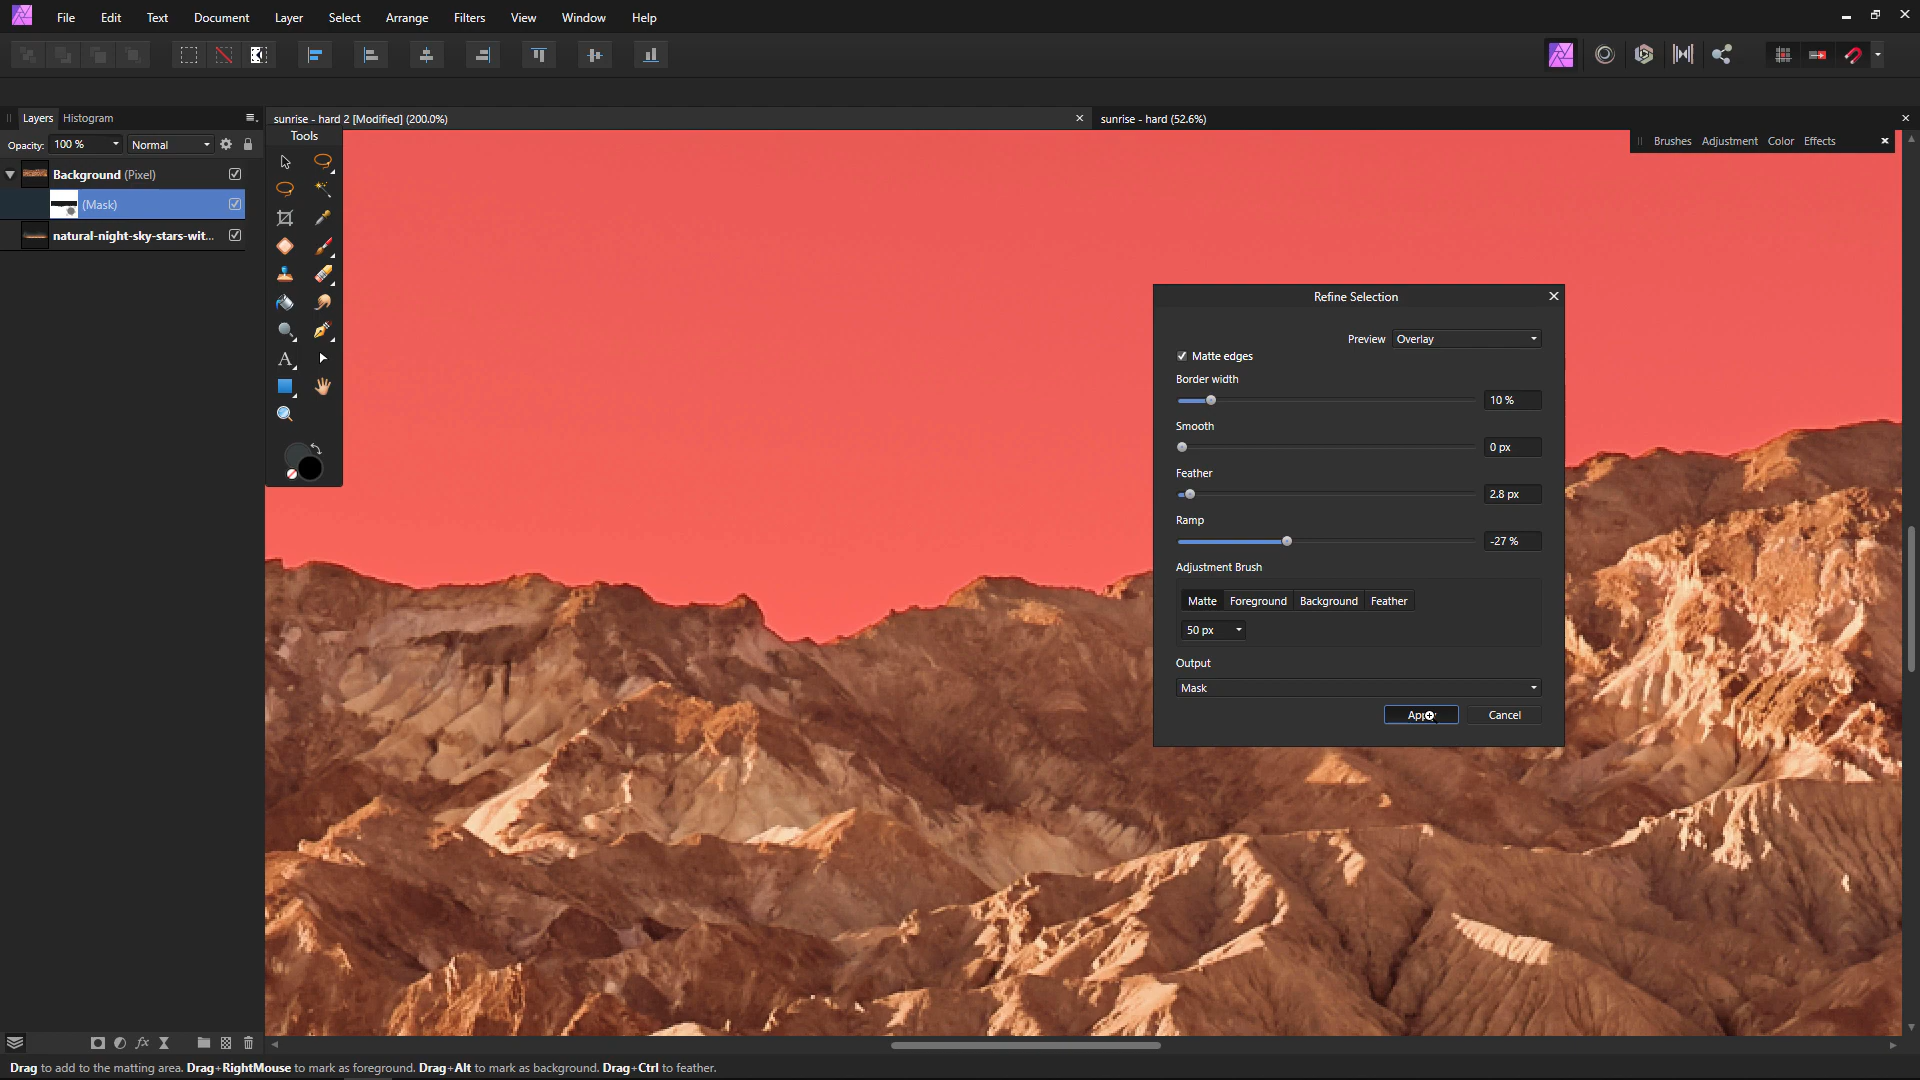 File Edit Text Document Layer Select Arrange Filters View Window Help
Layers Histogram
sunrise - hard 2 [Modified] (200.0%)
sunrise - hard (52.6%)
Tools
Opacity: 100 % Normal
Brushes Adjustment Color Effects
Background (Pixel)
(Mask)
natural-night-sky-stars-wit...
Refine Selection
Preview Overlay
Matte edges
Border width
10 %
Smooth
0 px
Feather
2.8 px
Ramp
-27 %
Adjustment Brush
Matte Foreground Background Feather
50 px
Output
Mask
Cancel
Drag to add to the matting area. Drag+RightMouse to mark as foreground. Drag+Alt to mark as background. Drag+Ctrl to feather.